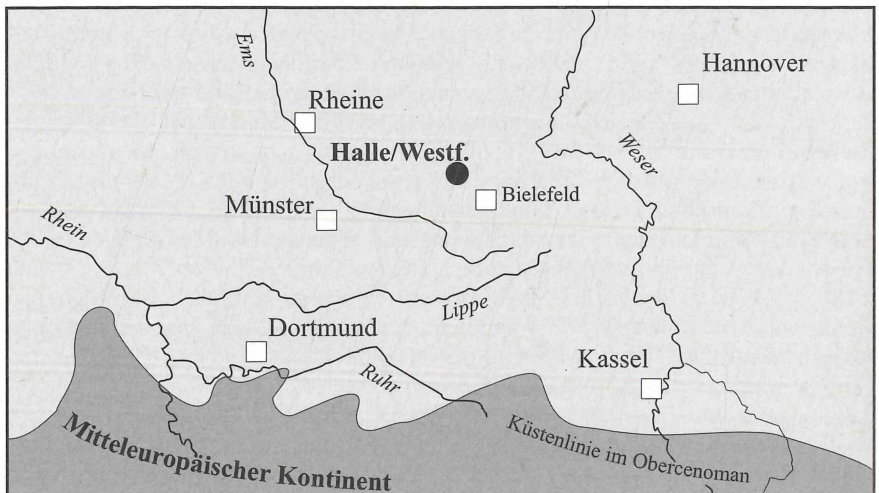 Ems
Hannover
Rheine
Halle/Westf.
Weser
Bielefeld
Münster
Rhein
Lippe
Dortmund
Kassel
Ruhr
Mitteleuropäischer Kontinent
Küstenlinie im Obercenoman